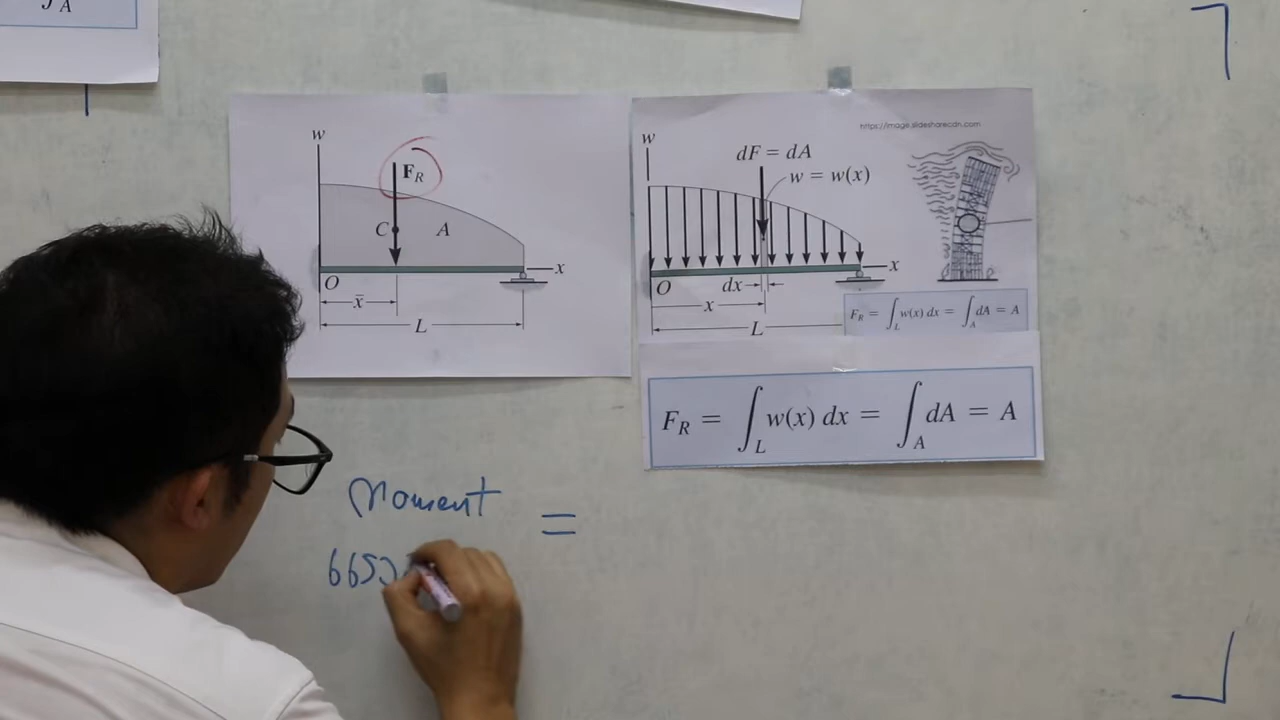 ∫_A
w
F_R
C
A
O
x
x̄
L
https://image.slidesharecdn.com
w
dF = dA
w = w(x)
O
dx
x
x
L
F_R = ∫_L w(x) dx = ∫_A dA = A
F_R = ∫_L w(x) dx = ∫_A dA = A
Moment =